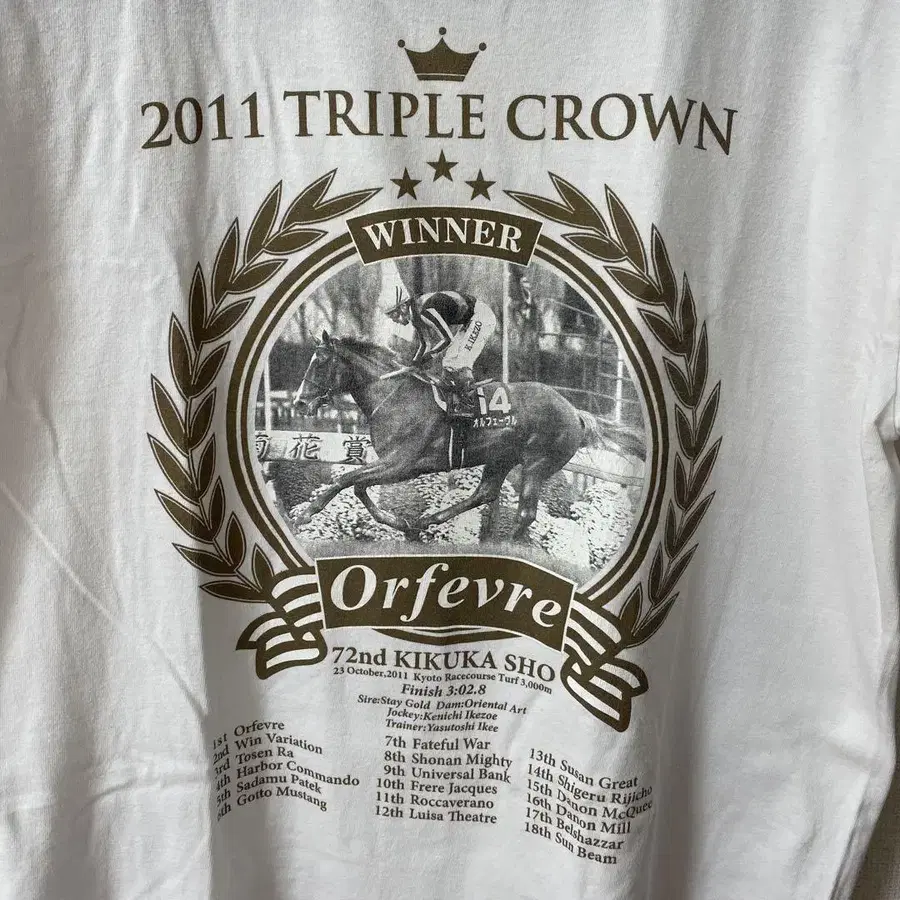 2011 TRIPLE CROWN
WINNER
K.IKEZO
14
オルフェーヴル
菊花賞
Orfevre
72nd KIKUKA SHO
23 October,2011 Kyoto Racecourse Turf 3,000m
Finish 3:02.8
Sire:Stay Gold Dam:Oriental Art
Jockey:Kenichi Ikezoe
Trainer:Yasutoshi Ikee
1st Orfevre
2nd Win Variation
3rd Tosen Ra
4th Harbor Commando
5th Sadamu Patek
6th Gotto Mustang
7th Fateful War
8th Shonan Mighty
9th Universal Bank
10th Frere Jacques
11th Roccaverano
12th Luisa Theatre
13th Susan Great
14th Shigeru Rijicho
15th Danon McQuee
16th Danon Mill
17th Belshazzar
18th Sun Beam